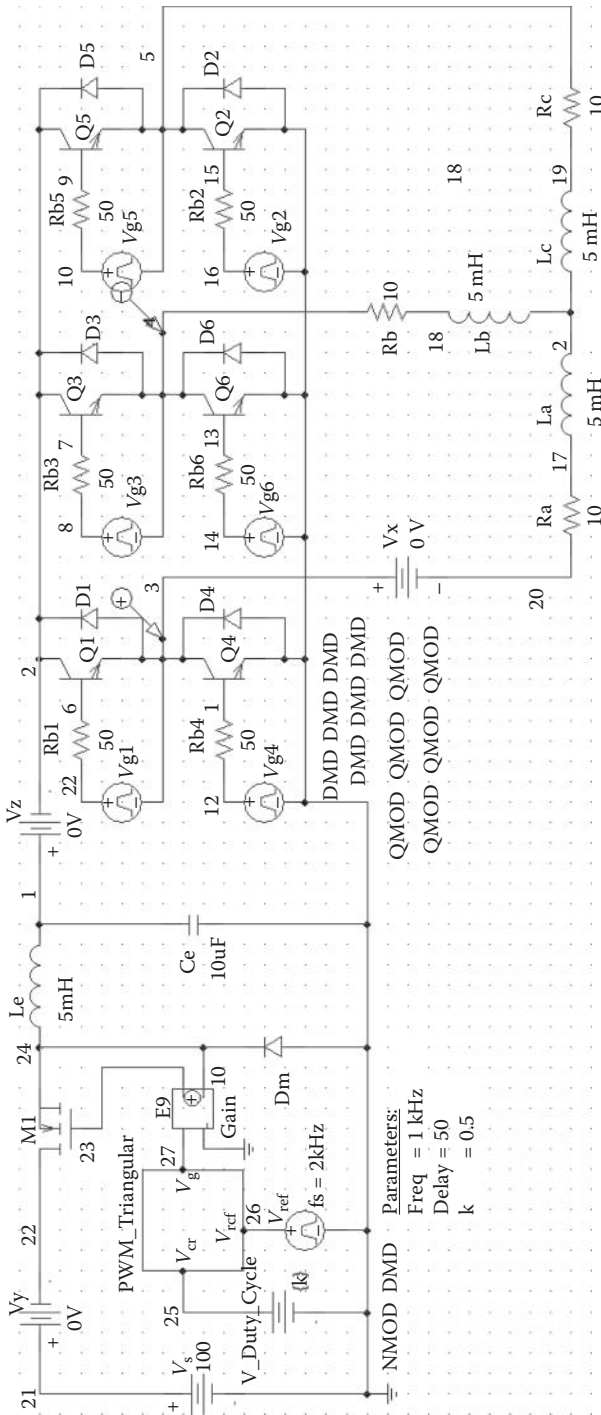 21
Vy
+
0V
22
M1
23
24
Le
5mH
1
Vz
+
0V
2
Vs
100
+
PWM_Triangular
Vcr
Vg
Vrcf
27
E9
10
Gain
25
26
Vref
fs = 2kHz
V_Duty_Cycle
{k}
Dm
Ce
10uF
NMOD DMD
Parameters:
Freq = 1 kHz
Delay = 50
k = 0.5
Rb1
6
Q1
D1
22
50
Vg1
3
Rb4
1
Q4
D4
12
50
Vg4
Rb3
7
Q3
D3
8
50
Vg3
Rb6
13
Q6
D6
14
50
Vg6
Rb5
9
Q5
D5
10
50
Vg5
5
Rb2
15
Q2
D2
16
50
Vg2
DMD DMD DMD
DMD DMD DMD
QMOD QMOD QMOD
QMOD QMOD QMOD
Vx
0 V
+
−
20
Ra
10
17
La
5 mH
2
Rb
10
18
Lb
5 mH
18
Lc
5 mH
19
Rc
10